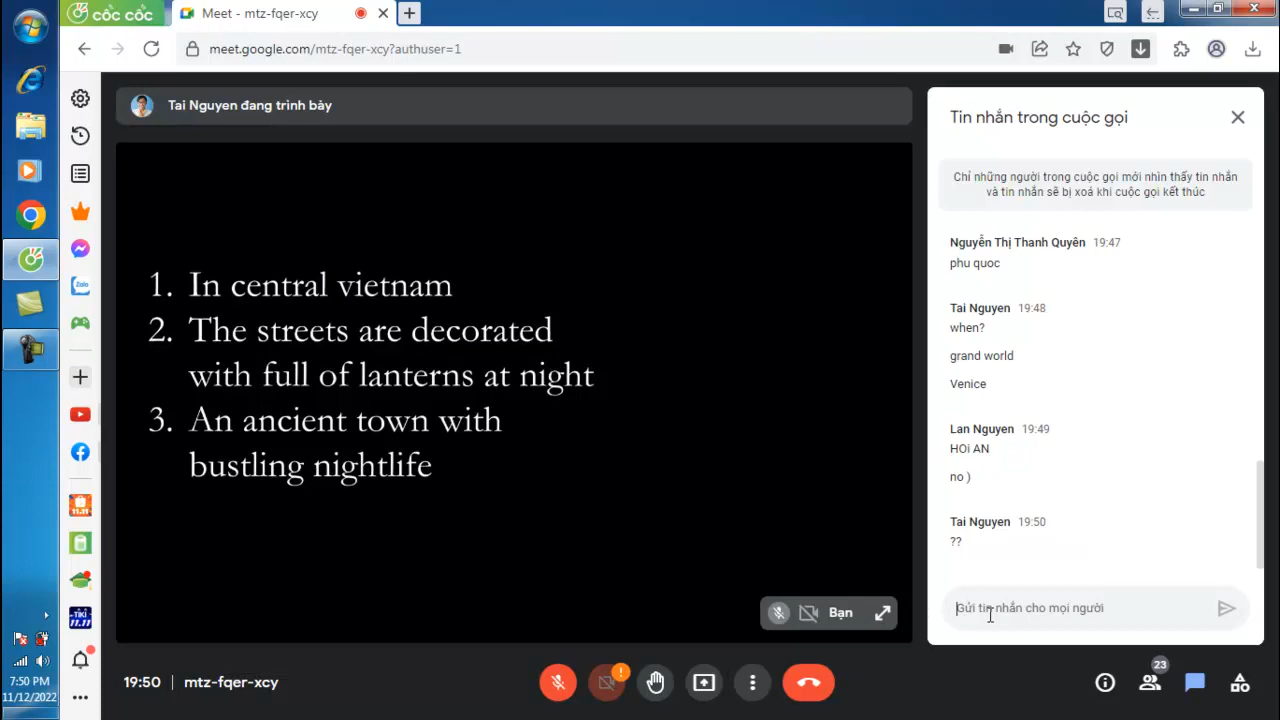 cốc cốc
Meet - mtz-fqer-xcy
meet.google.com/mtz-fqer-xcy?authuser=1
Tai Nguyen đang trình bày
1. In central vietnam
2. The streets are decorated
with full of lanterns at night
3. An ancient town with
bustling nightlife
Bạn
Tin nhắn trong cuộc gọi
Chỉ những người trong cuộc gọi mới nhìn thấy tin nhắn
và tin nhắn sẽ bị xoá khi cuộc gọi kết thúc
Nguyễn Thị Thanh Quyên 19:47
phu quoc
Tai Nguyen 19:48
when?
grand world
Venice
Lan Nguyen 19:49
HOi AN
no )
Tai Nguyen 19:50
??
Gửi tin nhắn cho mọi người
Zalo
11.11
TIKI
11.11
19:50 | mtz-fqer-xcy
23
7:50 PM
11/12/2022